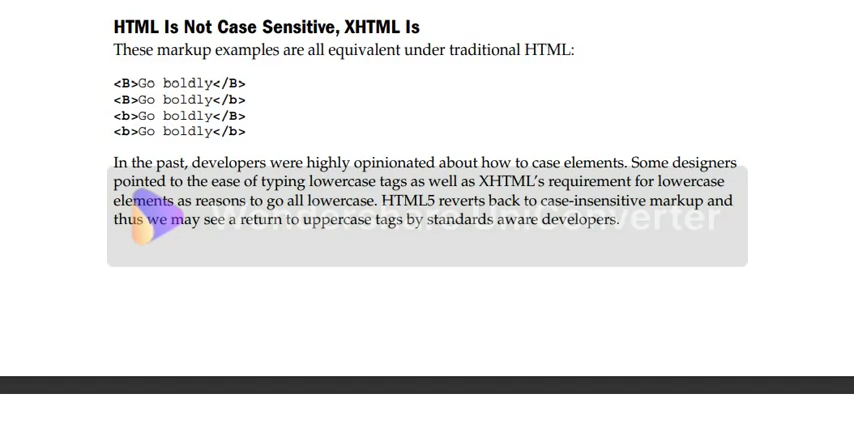 HTML Is Not Case Sensitive, XHTML Is
These markup examples are all equivalent under traditional HTML:
<B>Go boldly</B>
<B>Go boldly</b>
<b>Go boldly</B>
<b>Go boldly</b>
In the past, developers were highly opinionated about how to case elements. Some designers
pointed to the ease of typing lowercase tags as well as XHTML's requirement for lowercase
elements as reasons to go all lowercase. HTML5 reverts back to case-insensitive markup and
thus we may see a return to uppercase tags by standards aware developers.
Wondershare UniConverter